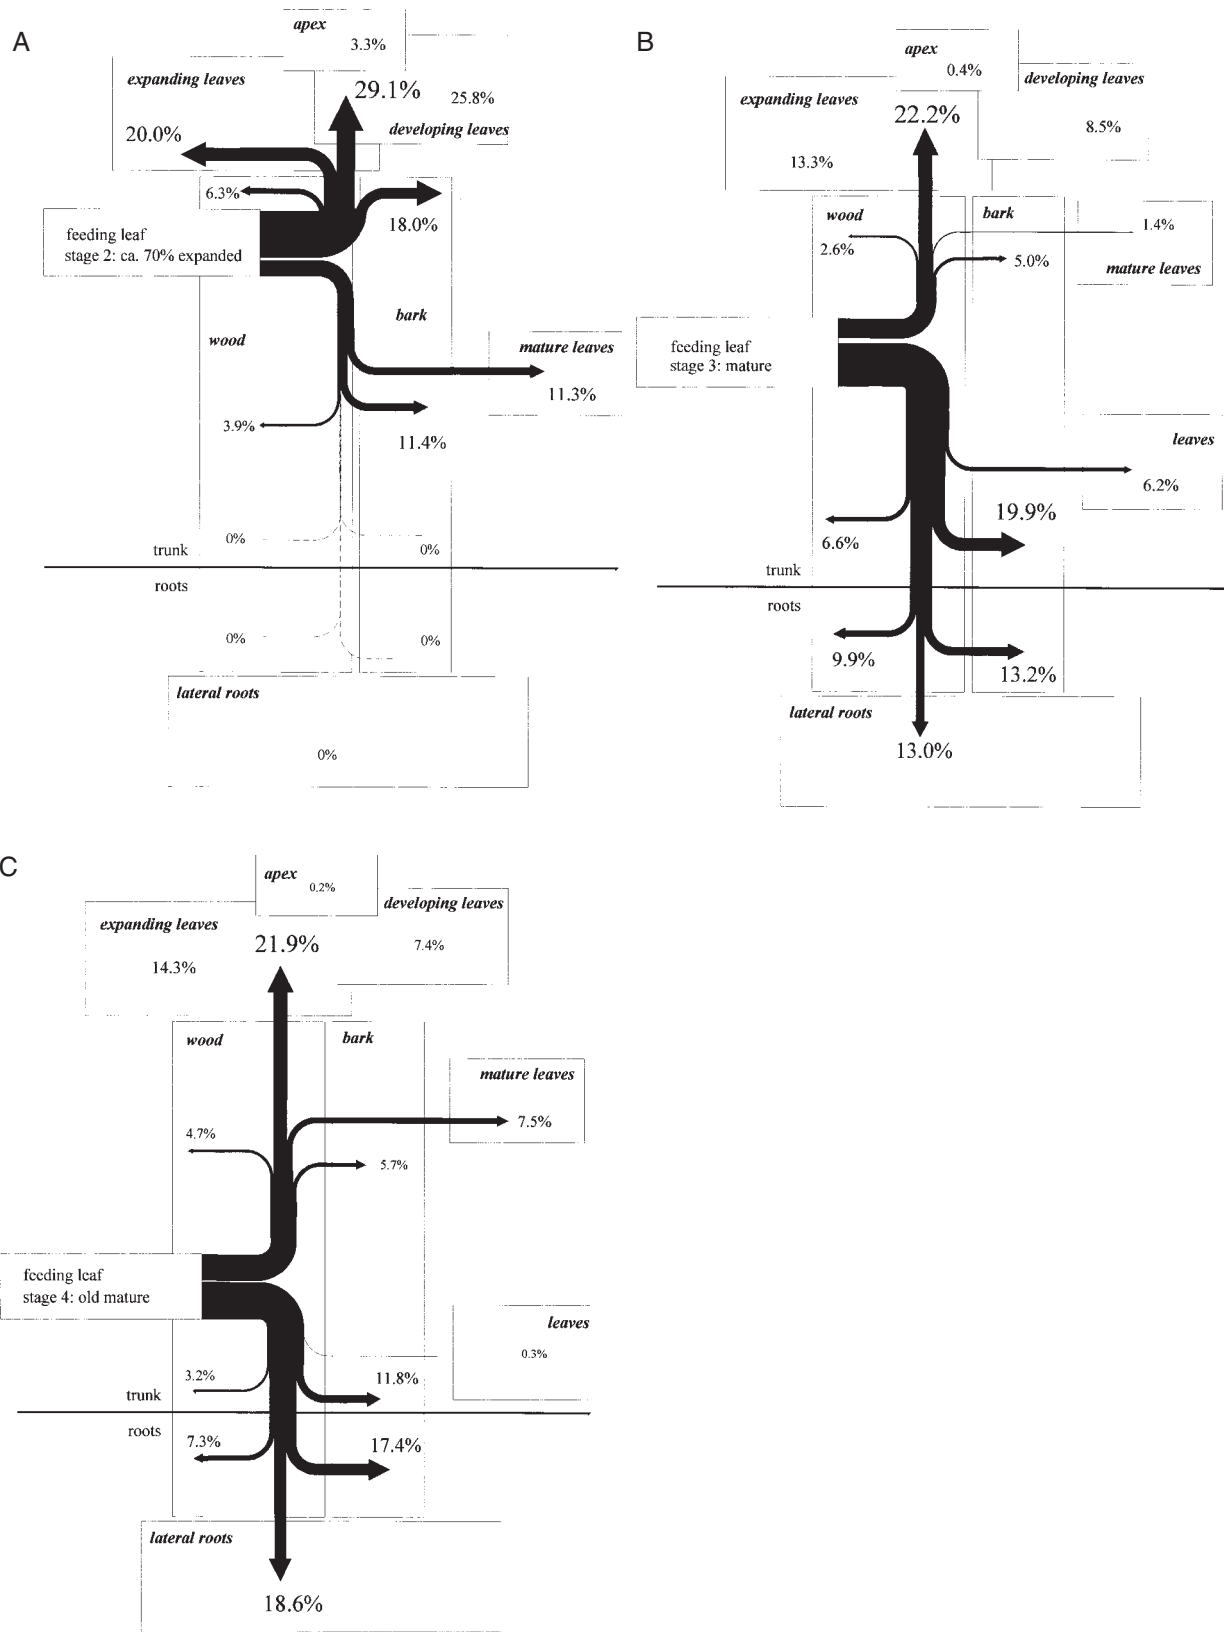 A
apex
3.3%
expanding leaves
29.1%
25.8%
developing leaves
20.0%
6.3%
18.0%
feeding leaf
stage 2: ca. 70% expanded
bark
wood
mature leaves
11.3%
3.9%
11.4%
0%
0%
trunk
roots
0%
0%
lateral roots
0%
B
apex
0.4%
developing leaves
expanding leaves
22.2%
8.5%
13.3%
wood
bark
1.4%
2.6%
5.0%
mature leaves
feeding leaf
stage 3: mature
leaves
6.2%
19.9%
6.6%
trunk
roots
9.9%
13.2%
lateral roots
13.0%
C
apex
0.2%
developing leaves
expanding leaves
21.9%
7.4%
14.3%
wood
bark
mature leaves
7.5%
4.7%
5.7%
feeding leaf
stage 4: old mature
leaves
0.3%
3.2%
11.8%
trunk
roots
7.3%
17.4%
lateral roots
18.6%